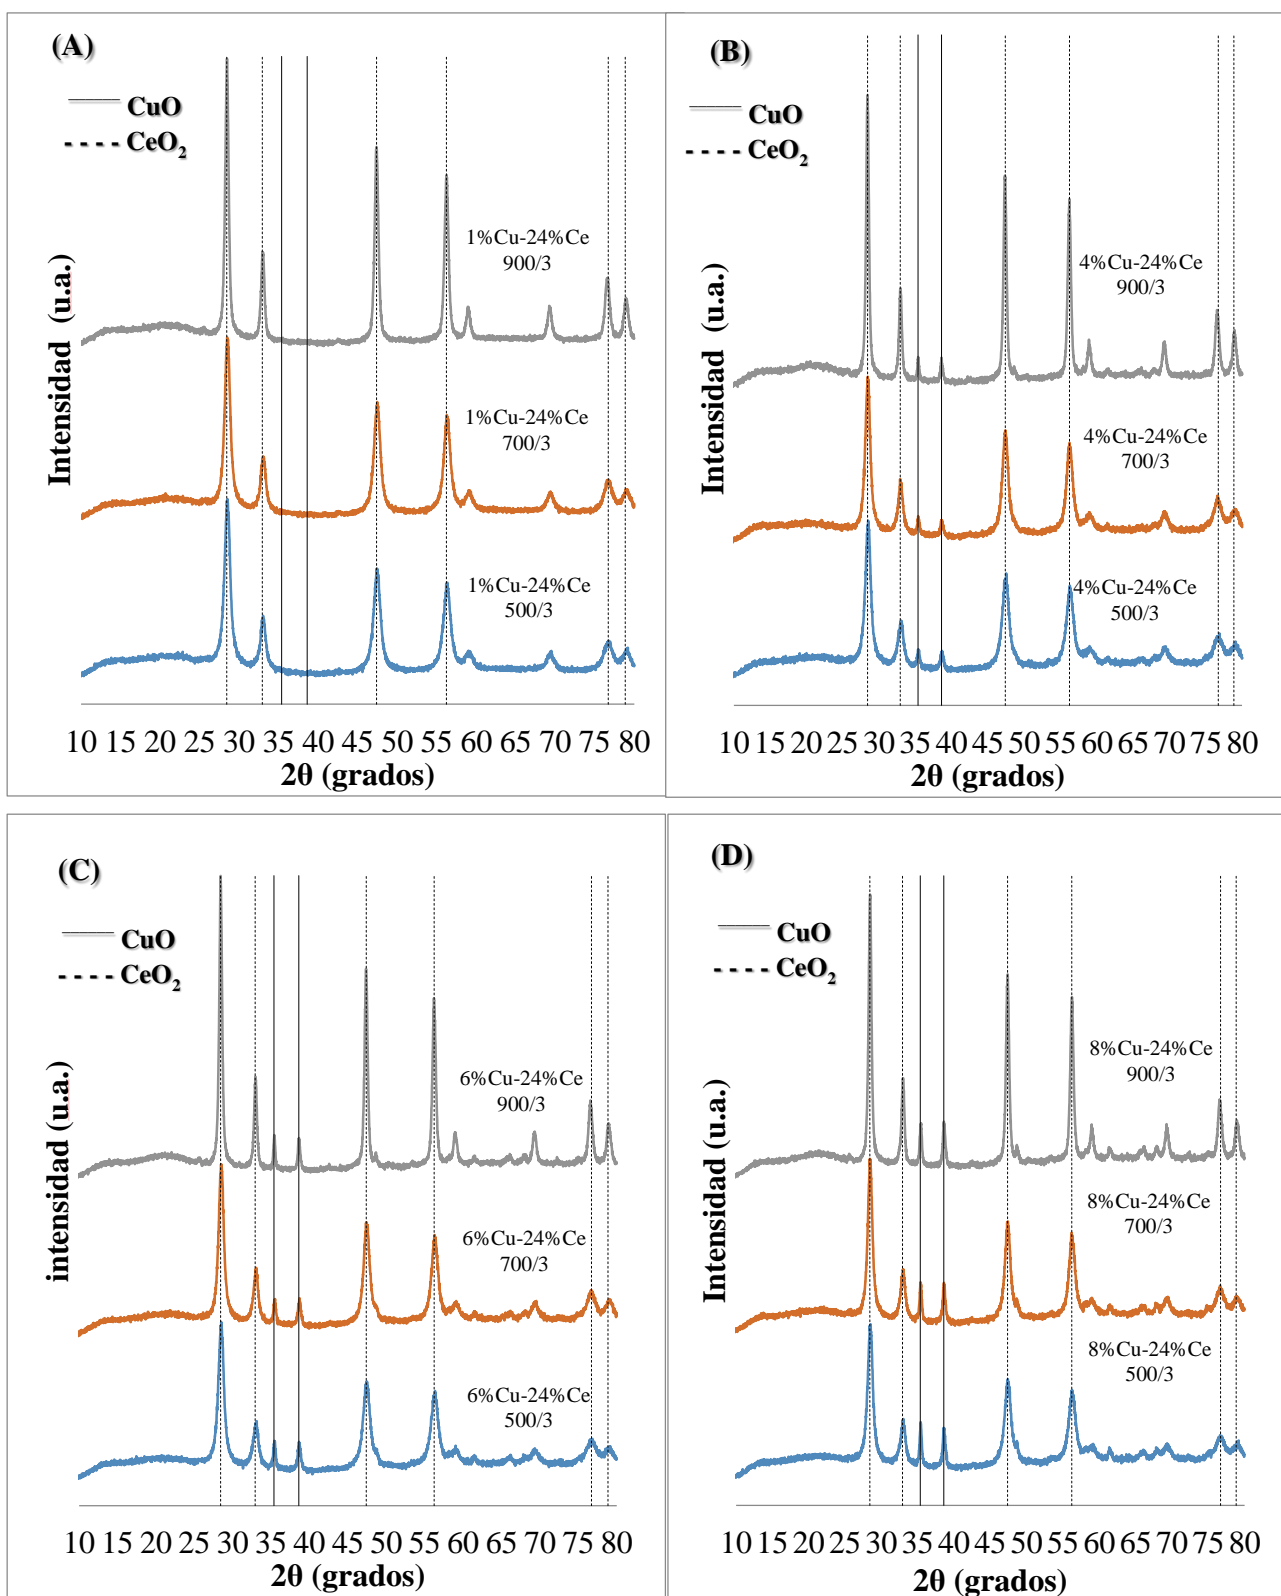 (A)
CuO
CeO₂
1%Cu-24%Ce
900/3
1%Cu-24%Ce
700/3
1%Cu-24%Ce
500/3
Intensidad (u.a.)
10 15 20 25 30 35 40 45 50 55 60 65 70 75 80
2θ (grados)
(B)
CuO
CeO₂
4%Cu-24%Ce
900/3
4%Cu-24%Ce
700/3
4%Cu-24%Ce
500/3
Intensidad (u.a.)
10 15 20 25 30 35 40 45 50 55 60 65 70 75 80
2θ (grados)
(C)
CuO
CeO₂
6%Cu-24%Ce
900/3
6%Cu-24%Ce
700/3
6%Cu-24%Ce
500/3
intensidad (u.a.)
10 15 20 25 30 35 40 45 50 55 60 65 70 75 80
2θ (grados)
(D)
CuO
CeO₂
8%Cu-24%Ce
900/3
8%Cu-24%Ce
700/3
8%Cu-24%Ce
500/3
Intensidad (u.a.)
10 15 20 25 30 35 40 45 50 55 60 65 70 75 80
2θ (grados)